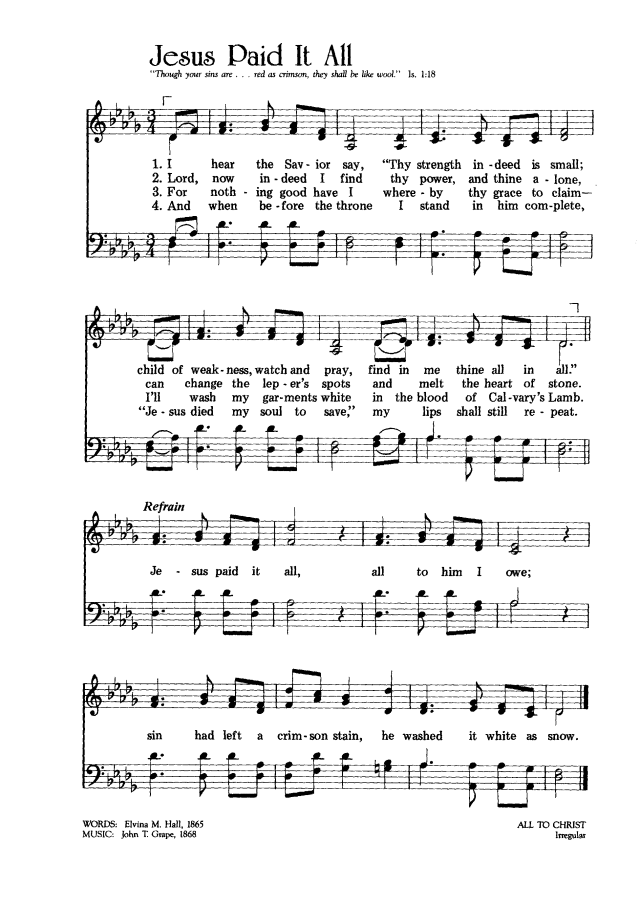 Jesus Paid It All
"Though your sins are . . . red as crimson, they shall be like wool." Is. 1:18
1. I hear the Sav - ior say, "Thy strength in - deed is small;
2. Lord, now in - deed I find thy power, and thine a - lone,
3. For noth - ing good have I where - by thy grace to claim—
4. And when be - fore the throne I stand in him com - plete,
child of weak - ness, watch and pray, find in me thine all in all."
can change the lep - er's spots and melt the heart of stone.
I'll wash my gar - ments white in the blood of Cal - vary's Lamb.
"Je - sus died my soul to save," my lips shall still re - peat.
Refrain
Je - sus paid it all, all to him I owe;
sin had left a crim - son stain, he washed it white as snow.
WORDS: Elvina M. Hall, 1865 ALL TO CHRIST
MUSIC: John T. Grape, 1868 Irregular